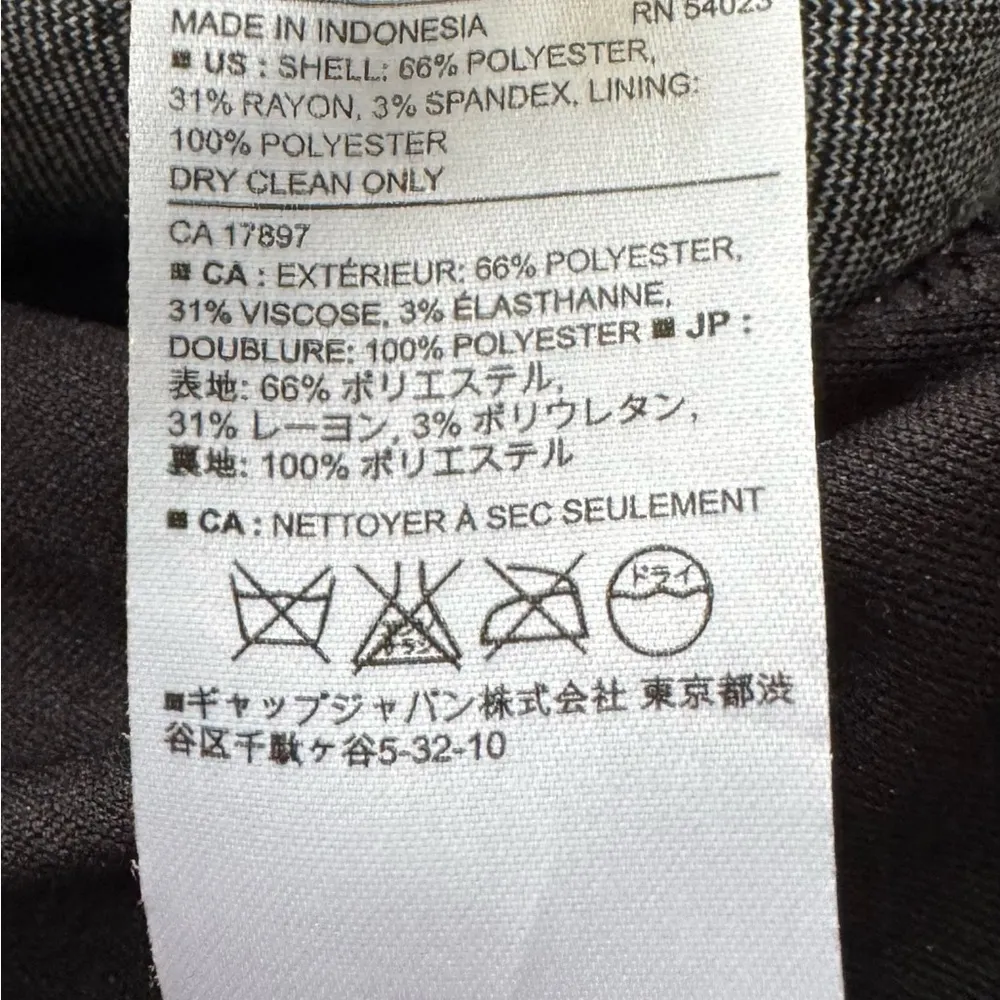 RN 54023
MADE IN INDONESIA
US : SHELL: 66% POLYESTER,
31% RAYON, 3% SPANDEX, LINING:
100% POLYESTER
DRY CLEAN ONLY
CA 17897
CA : EXTÉRIEUR: 66% POLYESTER,
31% VISCOSE, 3% ÉLASTHANNE,
DOUBLURE: 100% POLYESTER ■ JP :
表地: 66% ポリエステル,
31% レーヨン, 3% ポリウレタン,
裏地: 100% ポリエステル
■ CA : NETTOYER À SEC SEULEMENT
ドライ
■ギャップジャパン株式会社 東京都渋
谷区千駄ヶ谷5-32-10